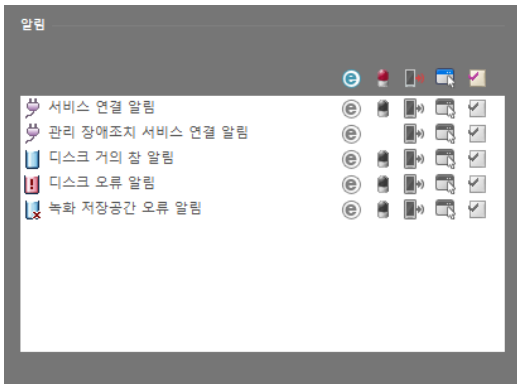 알림
서비스 연결 알림
관리 장애조치 서비스 연결 알림
디스크 거의 참 알림
디스크 오류 알림
녹화 저장공간 오류 알림